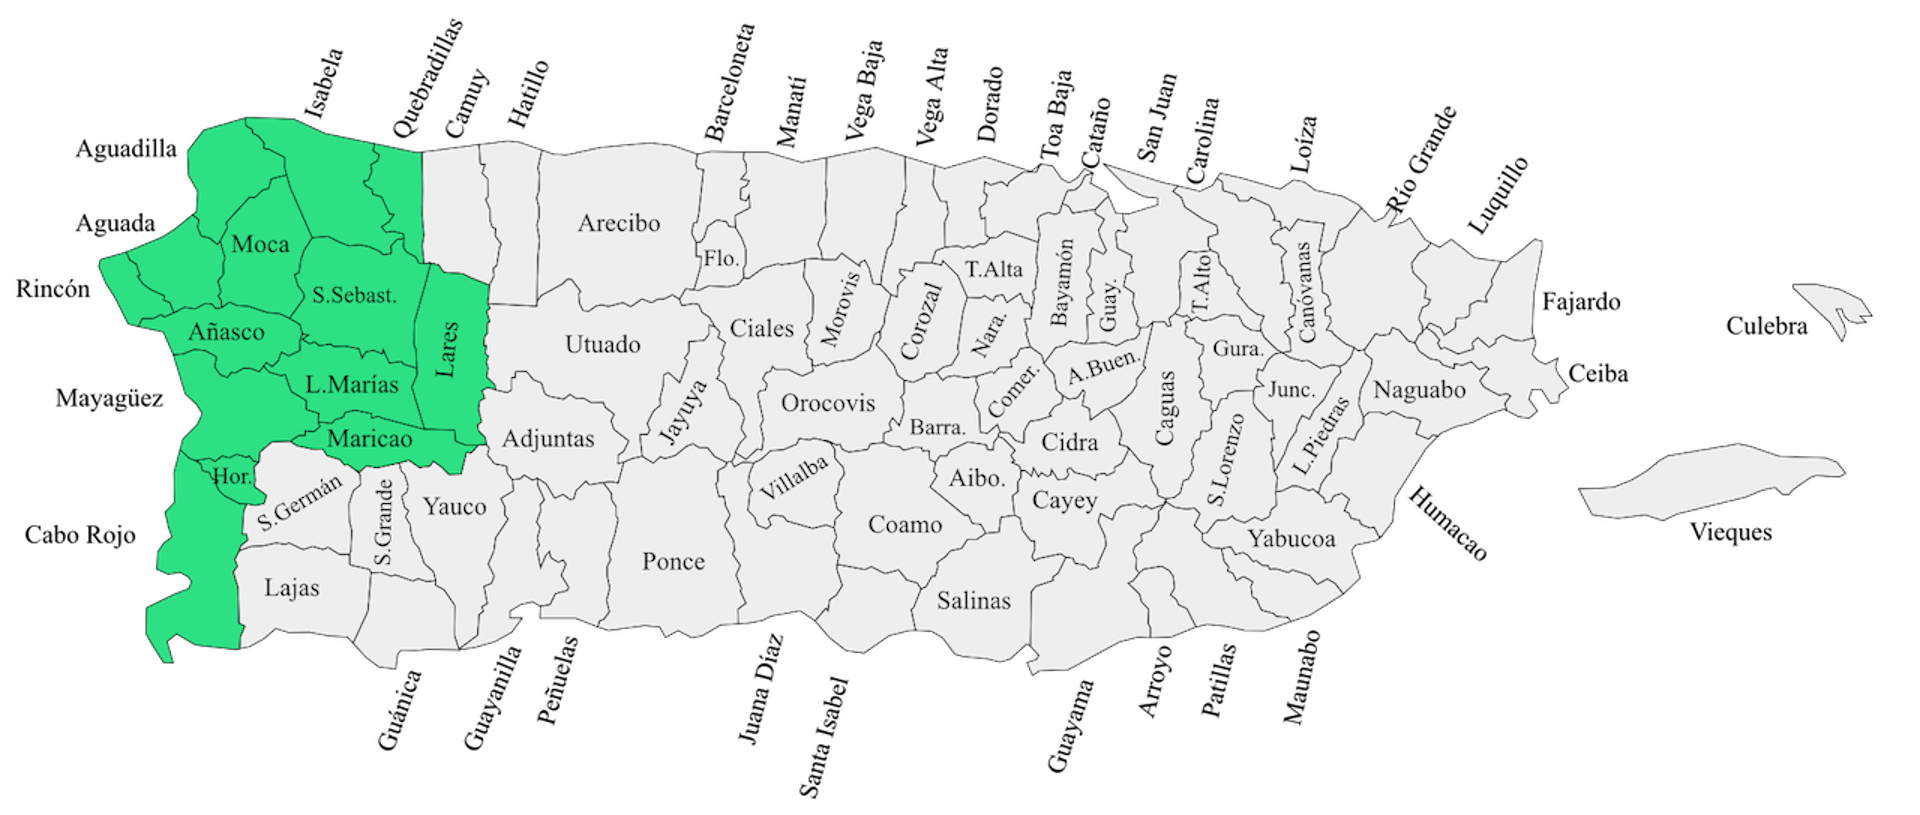 Isabela
Quebradillas
Camuy
Hatillo
Barceloneta
Manatí
Vega Baja
Vega Alta
Dorado
Toa Baja
Cataño
San Juan
Carolina
Loíza
Río Grande
Luquillo
Aguadilla
Aguada
Rincón
Mayagüez
Cabo Rojo
Moca
S.Sebast.
Añasco
Lares
L.Marías
Maricao
Hor.
S.Germán
S.Grande
Yauco
Lajas
Arecibo
Flo.
Utuado
Adjuntas
Jayuya
Ciales
Morovis
Orocovis
Corozal
T.Alta
Nara.
Bayamón
Guay.
Barra.
Comer.
A.Buen.
Cidra
Aibo.
Cayey
Villalba
Coamo
Ponce
Salinas
Caguas
T.Alto
Gura.
Canóvanas
Junc.
L.Piedras
S.Lorenzo
Naguabo
Yabucoa
Fajardo
Ceiba
Humacao
Culebra
Vieques
Guánica
Guayanilla
Peñuelas
Juana Díaz
Santa Isabel
Guayama
Arroyo
Patillas
Maunabo